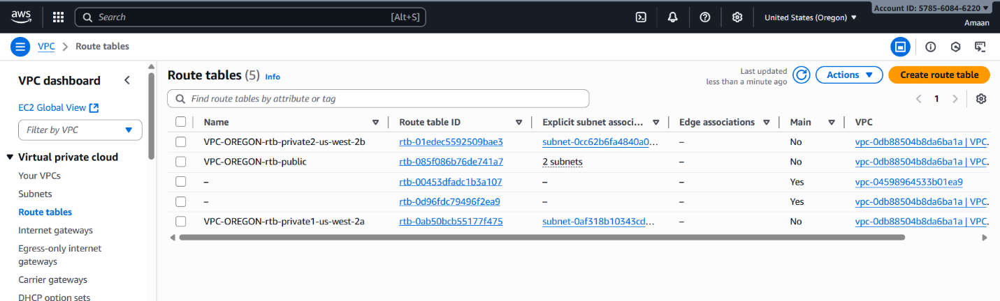 aws
Search [Alt+S]
United States (Oregon)
Account ID: 5785-6084-6220
Amaan
VPC > Route tables
VPC dashboard
EC2 Global View
Filter by VPC
Virtual private cloud
Your VPCs
Subnets
Route tables
Internet gateways
Egress-only internet
gateways
Carrier gateways
DHCP option sets
Route tables (5) Info
Last updated
less than a minute ago
Actions
Create route table
Find route tables by attribute or tag
1
Name Route table ID Explicit subnet associ... Edge associations Main VPC
VPC-OREGON-rtb-private2-us-west-2b rtb-01edec5592509bae3 subnet-0cc62b6fa4840a0... – No vpc-0db88504b8da6ba1a | VPC.
VPC-OREGON-rtb-public rtb-085f086b76de741a7 2 subnets – No vpc-0db88504b8da6ba1a | VPC.
– rtb-00453dfadc1b3a107 – – Yes vpc-04598964533b01ea9
– rtb-0d96fdc79496f2ea9 – – Yes vpc-0db88504b8da6ba1a | VPC.
VPC-OREGON-rtb-private1-us-west-2a rtb-0ab50bcb55177f475 subnet-0af318b10343cd... – No vpc-0db88504b8da6ba1a | VPC.